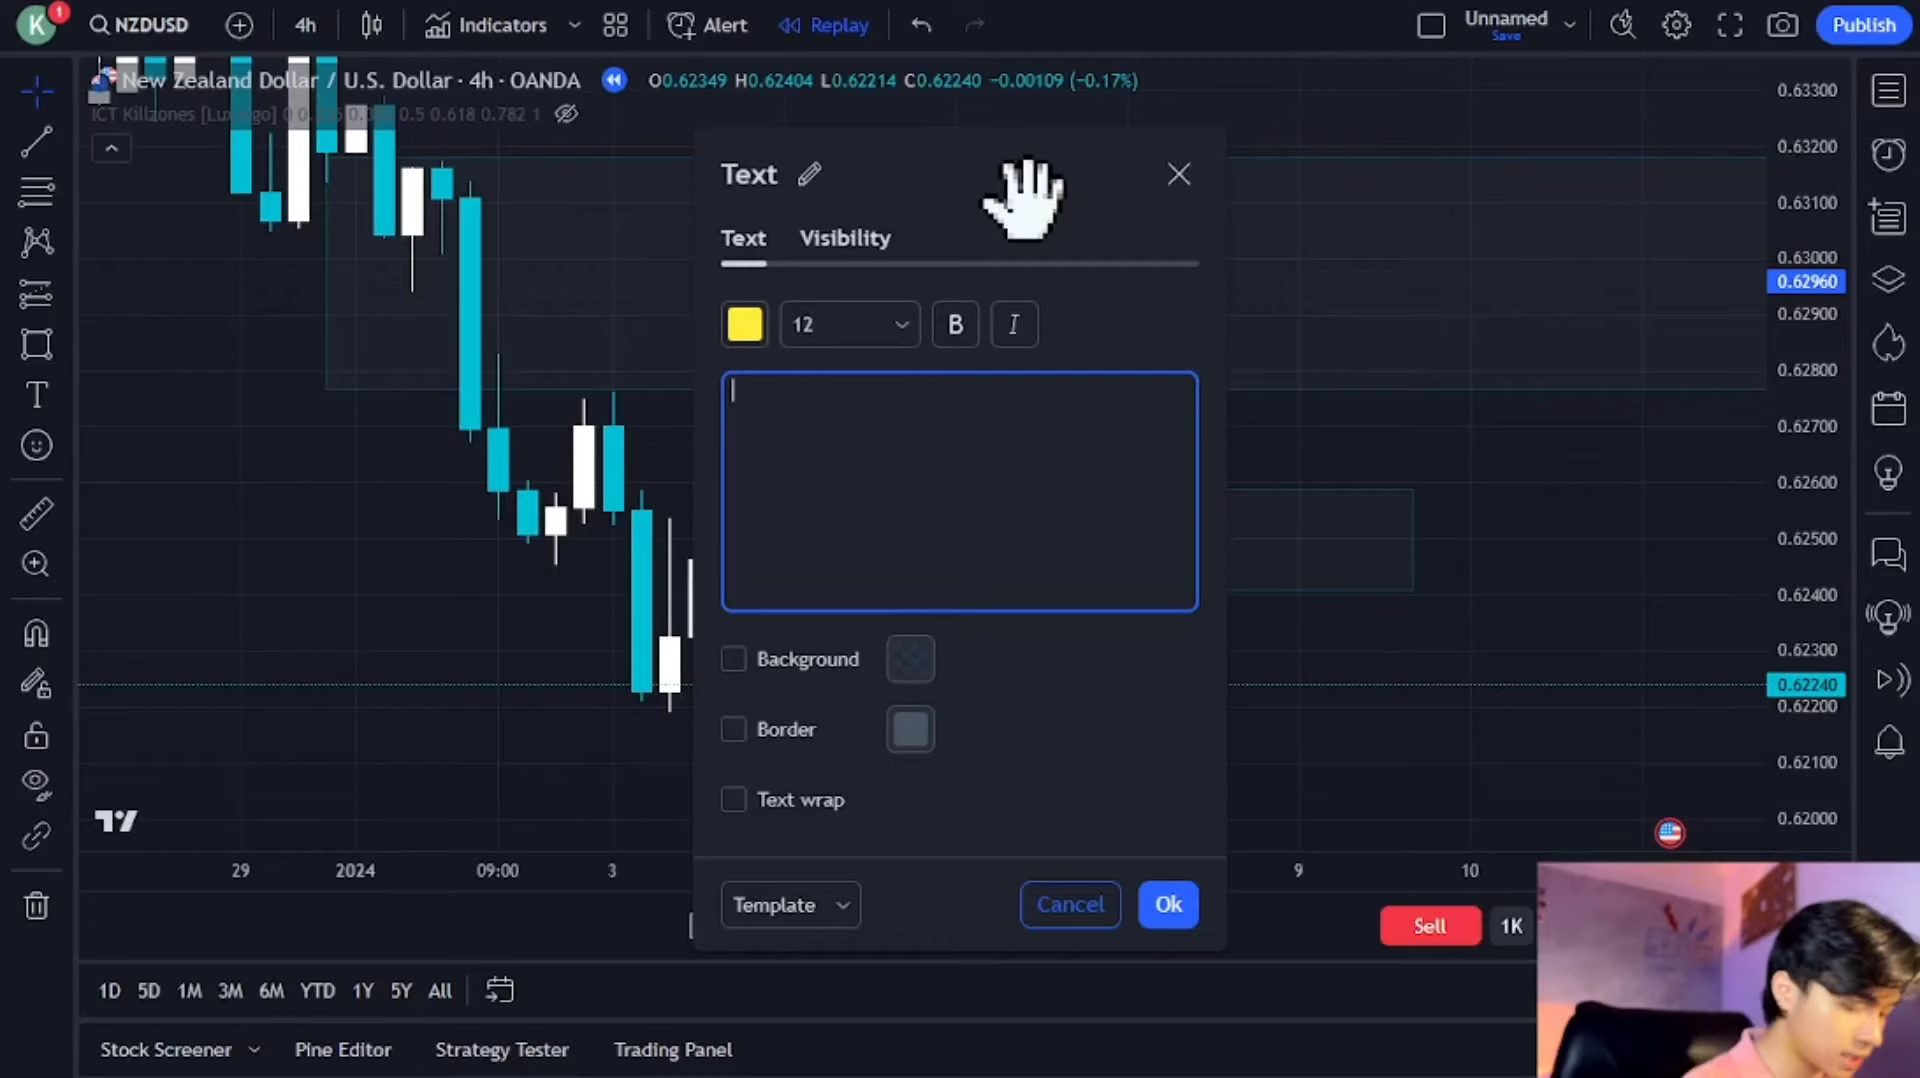 K 1 NZDUSD 4h Indicators Alert Replay Unnamed Save Publish
New Zealand Dollar / U.S. Dollar · 4h · OANDA O0.62349 H0.62404 L0.62214 C0.62240 −0.00109 (−0.17%)
ICT Killzones 0.5 0.618 0.782 1
Text
Text Visibility
12 B I
Background
Border
Text wrap
Template Cancel Ok
0.63300
0.63200
0.63100
0.63000
0.62960
0.62900
0.62800
0.62700
0.62600
0.62500
0.62400
0.62300
0.62240
0.62200
0.62100
0.62000
29 2024 09:00 3 9 10
Sell 1K
1D 5D 1M 3M 6M YTD 1Y 5Y All
Stock Screener Pine Editor Strategy Tester Trading Panel